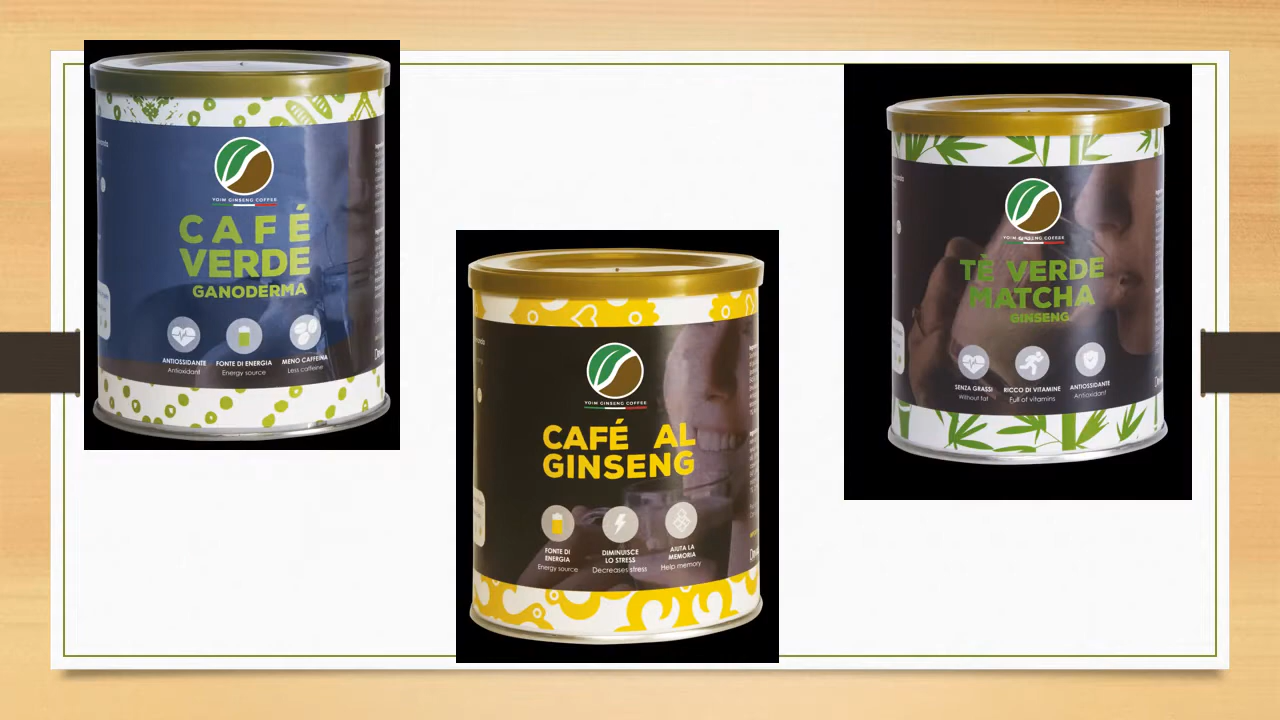 YOIM GINSENG COFFEE
CAFÉ
VERDE
GANODERMA
ANTIOSSIDANTE
Antioxidant
FONTE DI ENERGIA
Energy source
MENO CAFFEINA
Less caffeine
YOIM GINSENG COFFEE
CAFÉ AL
GINSENG
FONTE DI
ENERGIA
Energy source
DIMINUISCE
LO STRESS
Decreases stress
AIUTA LA
MEMORIA
Help memory
YOIM GINSENG COFFEE
TÈ VERDE
MATCHA
GINSENG
SENZA GRASSI
Without fat
RICCO DI VITAMINE
Full of vitamins
ANTIOSSIDANTE
Antioxidant